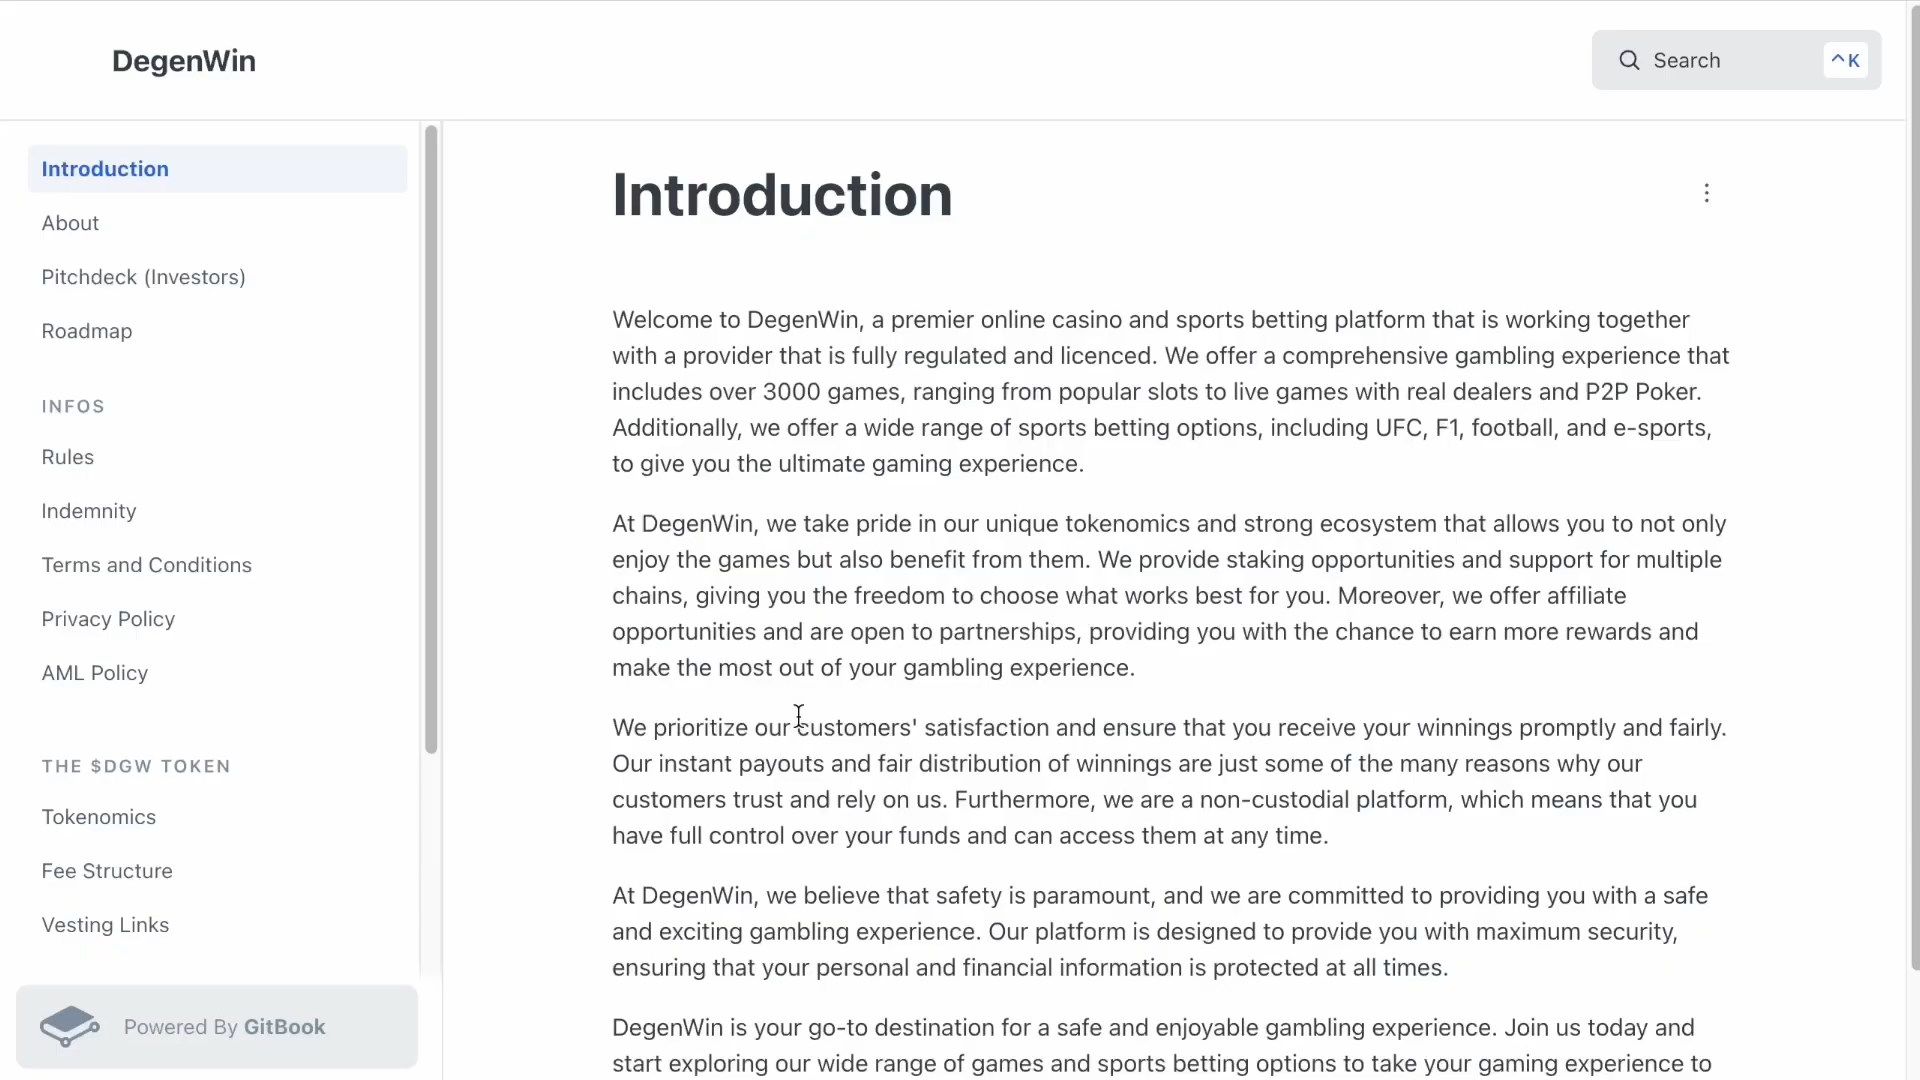 DegenWin
Search
^K
Introduction
About
Pitchdeck (Investors)
Roadmap
INFOS
Rules
Indemnity
Terms and Conditions
Privacy Policy
AML Policy
THE $DGW TOKEN
Tokenomics
Fee Structure
Vesting Links
Powered By GitBook
Introduction
Welcome to DegenWin, a premier online casino and sports betting platform that is working together
with a provider that is fully regulated and licenced. We offer a comprehensive gambling experience that
includes over 3000 games, ranging from popular slots to live games with real dealers and P2P Poker.
Additionally, we offer a wide range of sports betting options, including UFC, F1, football, and e-sports,
to give you the ultimate gaming experience.
At DegenWin, we take pride in our unique tokenomics and strong ecosystem that allows you to not only
enjoy the games but also benefit from them. We provide staking opportunities and support for multiple
chains, giving you the freedom to choose what works best for you. Moreover, we offer affiliate
opportunities and are open to partnerships, providing you with the chance to earn more rewards and
make the most out of your gambling experience.
We prioritize our customers' satisfaction and ensure that you receive your winnings promptly and fairly.
Our instant payouts and fair distribution of winnings are just some of the many reasons why our
customers trust and rely on us. Furthermore, we are a non-custodial platform, which means that you
have full control over your funds and can access them at any time.
At DegenWin, we believe that safety is paramount, and we are committed to providing you with a safe
and exciting gambling experience. Our platform is designed to provide you with maximum security,
ensuring that your personal and financial information is protected at all times.
DegenWin is your go-to destination for a safe and enjoyable gambling experience. Join us today and
start exploring our wide range of games and sports betting options to take your gaming experience to